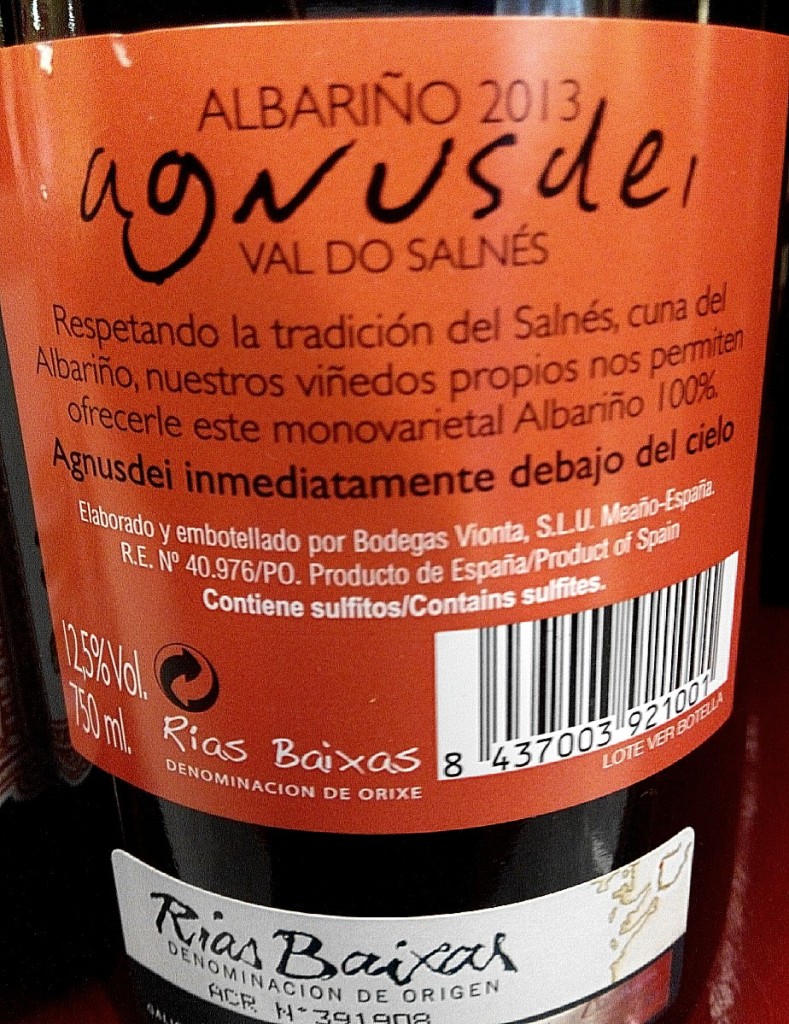 ALBARIÑO 2013
agnusdei
VAL DO SALNÉS
Respetando la tradición del Salnés, cuna del
Albariño, nuestros viñedos propios nos permiten
ofrecerle este monovarietal Albariño 100%.
Agnusdei inmediatamente debajo del cielo
Elaborado y embotellado por Bodegas Vionta, S.L.U. Meaño-España.
R.E. Nº 40.976/PO. Producto de España/Product of Spain
Contiene sulfitos/Contains sulfites.
12,5%Vol.
750 ml.
Rias Baixas
DENOMINACION DE ORIXE
8 437003 921001
LOTE VER BOTELLA
Rias Baixas
DENOMINACION DE ORIGEN
ACR Nº 391908